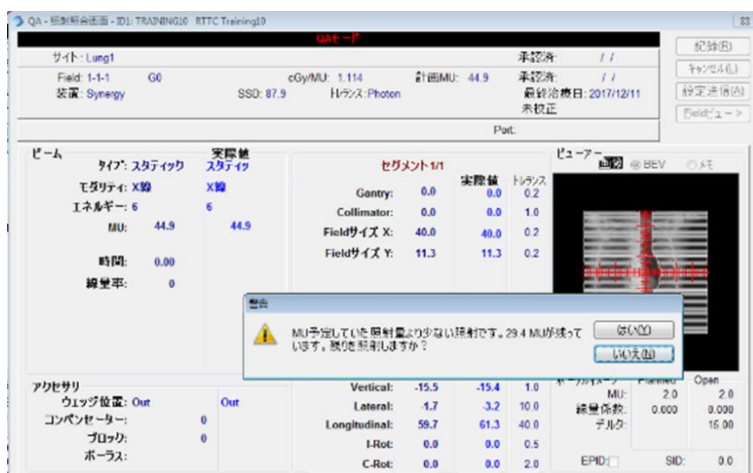 QA - 照射照合画面 - ID1: TRAINING10 RTTC Training10
QAモード
サイト: Lung1
承認済: / /
Field: 1-1-1 G0 cGy/MU: 1.114 計画MU: 44.9 承認済: / /
装置: Synergy SSD: 87.9 トレランス: Photon 最終治療日: 2017/12/11
未校正
Port:
記録(R)
キャンセル(L)
設定送信(A)
Fieldビュー >
ビーム 実際値
タイプ: スタティック スタティック
モダリティ: X線 X線
エネルギー: 6 6
MU: 44.9 44.9
時間: 0.00
線量率: 0
セグメント 1/1
実際値 トレランス
Gantry: 0.0 0.0 0.2
Collimator: 0.0 0.0 1.0
Fieldサイズ X: 40.0 40.0 0.2
Fieldサイズ Y: 11.3 11.3 0.2
ビューアー
画像 BEV メモ
警告
MU予定していた照射量より少ない照射です。29.4 MUが残っています。残りを照射しますか?
はい(Y)
いいえ(N)
アクセサリ
ウェッジ位置: Out Out
コンペンセーター: 0
ブロック: 0
ボーラス:
Vertical: -15.5 -15.4 1.0
Lateral: -1.7 -3.2 10.0
Longitudinal: 59.7 61.3 40.0
I-Rot: 0.0 0.0 0.5
C-Rot: 0.0 0.0 2.0
ポータルイメージ Planned Open
MU: 2.0 2.0
線量係数: 0.000 0.000
デルタ: 15.00
EPID: SID: 0.0